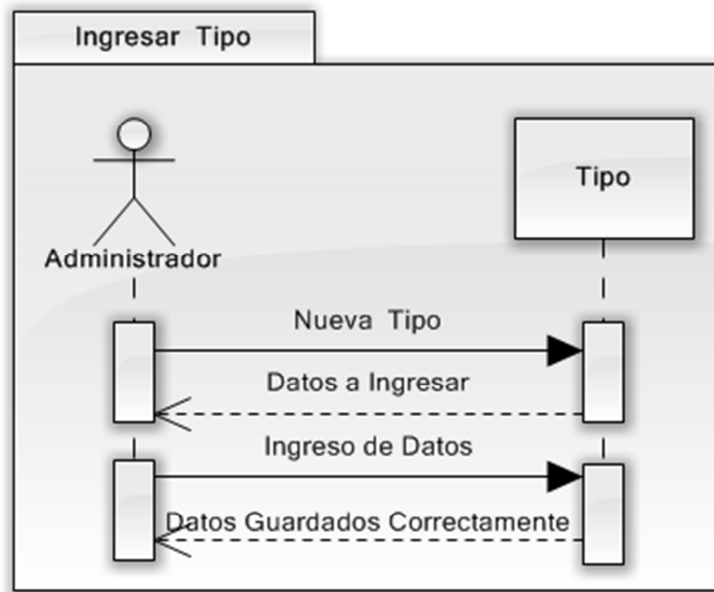 Ingresar Tipo
Tipo
Administrador
Nueva Tipo
Datos a Ingresar
Ingreso de Datos
Datos Guardados Correctamente